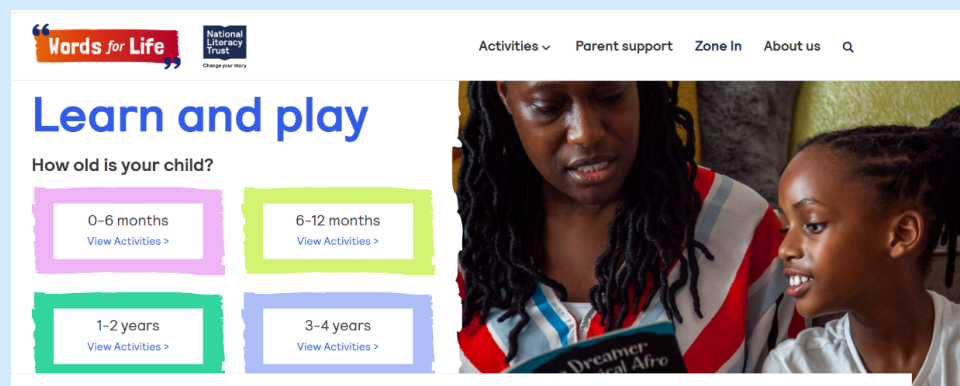 Words for Life
National
Literacy
Trust
Change your story
Activities
Parent support
Zone In
About us
Learn and play
How old is your child?
0-6 months
View Activities >
6-12 months
View Activities >
1-2 years
View Activities >
3-4 years
View Activities >
Dreamer
ical Afro